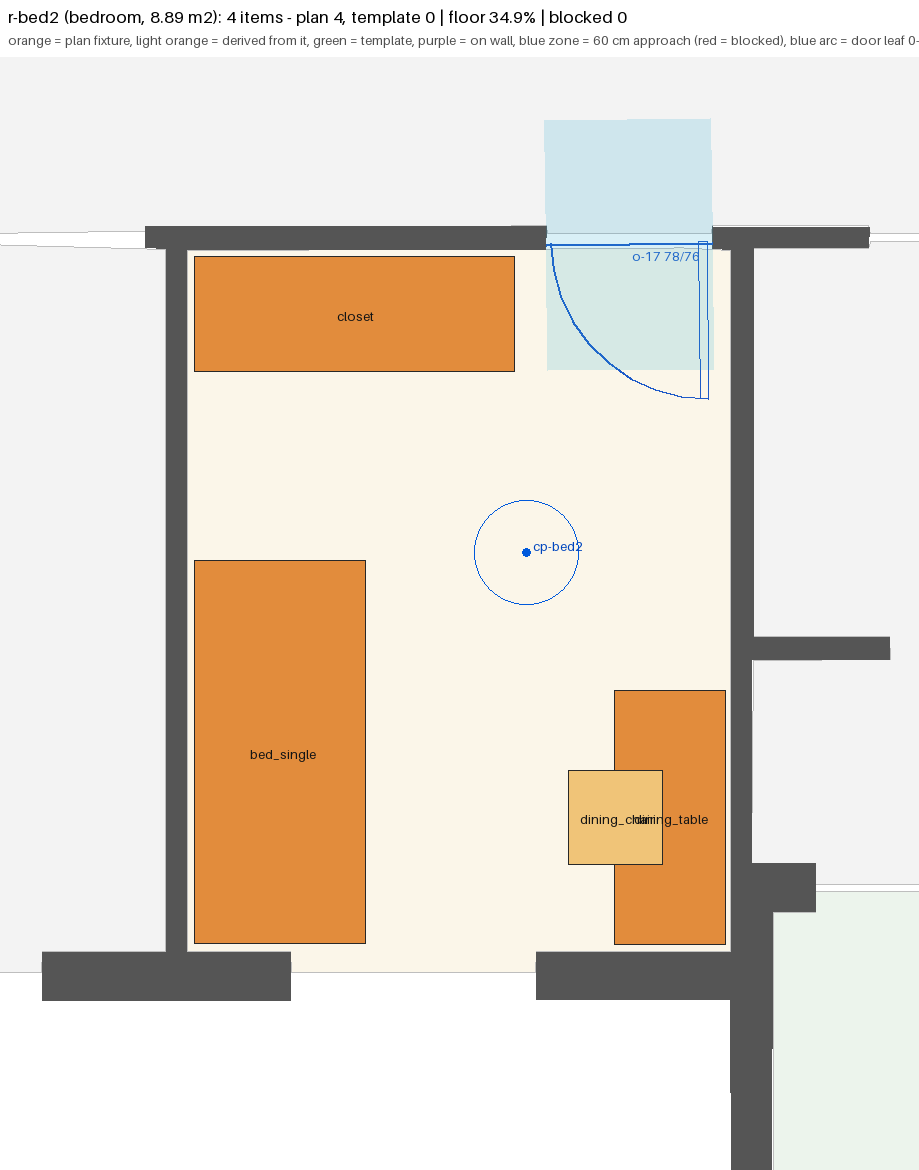 r-bed2 (bedroom, 8.89 m2): 4 items - plan 4, template 0 | floor 34.9% | blocked 0
orange = plan fixture, light orange = derived from it, green = template, purple = on wall, blue zone = 60 cm approach (red = blocked), blue arc = door leaf 0-
o-17 78/76
closet
cp-bed2
bed_single
dining_chair
dining_table